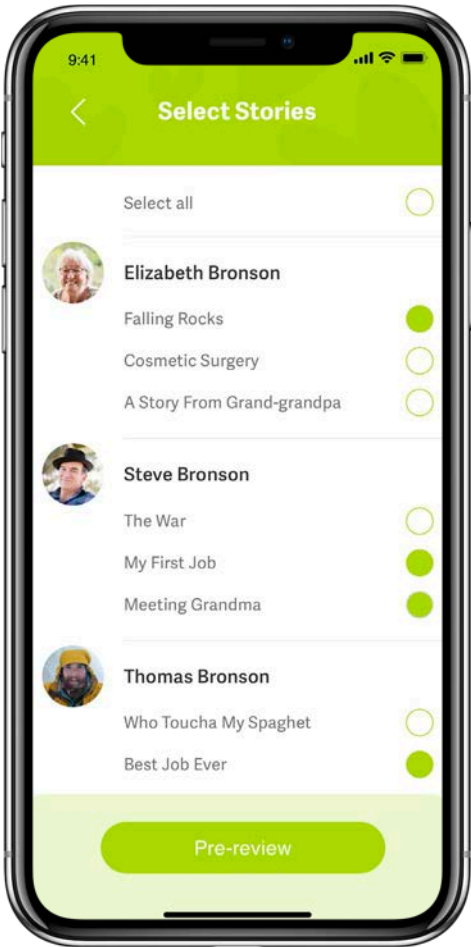 9:41
Select Stories
Select all
Elizabeth Bronson
Falling Rocks
Cosmetic Surgery
A Story From Grand-grandpa
Steve Bronson
The War
My First Job
Meeting Grandma
Thomas Bronson
Who Toucha My Spaghet
Best Job Ever
Pre-review